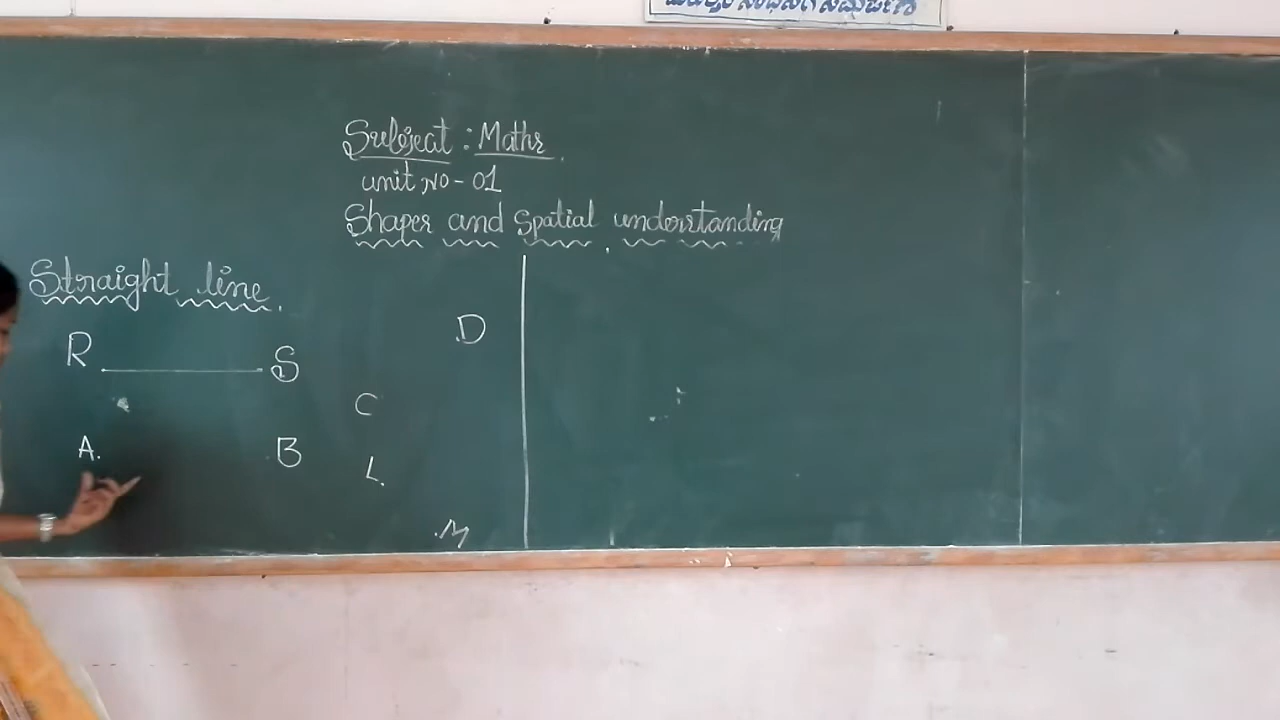 Subject : Maths
unit No - 01
Shapes and Spatial understanding
Straight line.
R S
D
C
A. B
L.
.M